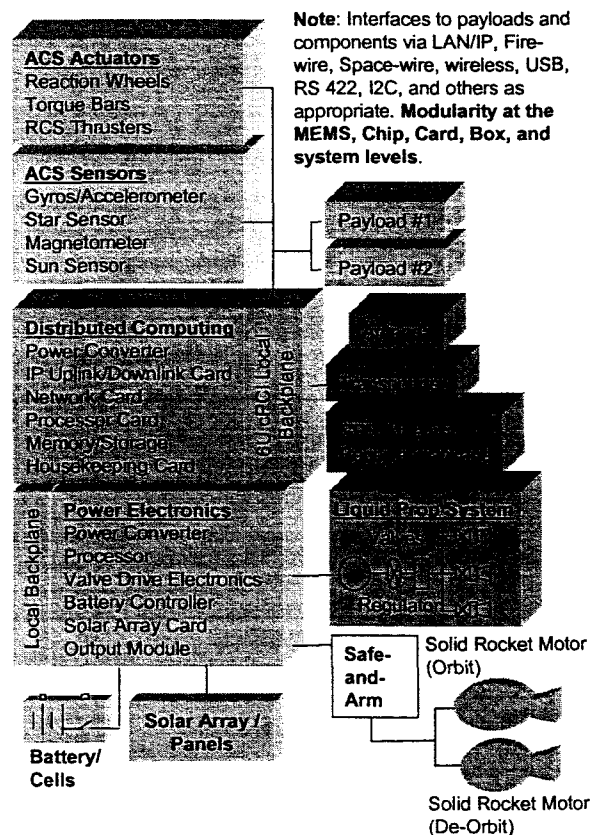 Note: Interfaces to payloads and
components via LAN/IP, Fire-
wire, Space-wire, wireless, USB,
RS 422, I2C, and others as
appropriate. Modularity at the
MEMS, Chip, Card, Box, and
system levels.
ACS Actuators
Reaction Wheels
Torque Bars
RCS Thrusters
ACS Sensors
Gyros/Accelerometer
Star Sensor
Magnetometer
Sun Sensor
Payload #1
Payload #2
Distributed Computing
Power Converter
IP Uplink/Downlink Card
Network Card
Processor Card
Memory/Storage
Housekeeping Card
Local
Backplane
Power Electronics
Power Converter
Processor
Valve Drive Electronics
Battery Controller
Solar Array Card
Output Module
Local Backplane
Liquid Prop System
Valves
Regulator
Safe-
and-
Arm
Solid Rocket Motor
(Orbit)
Battery/
Cells
Solar Array /
Panels
Solid Rocket Motor
(De-Orbit)